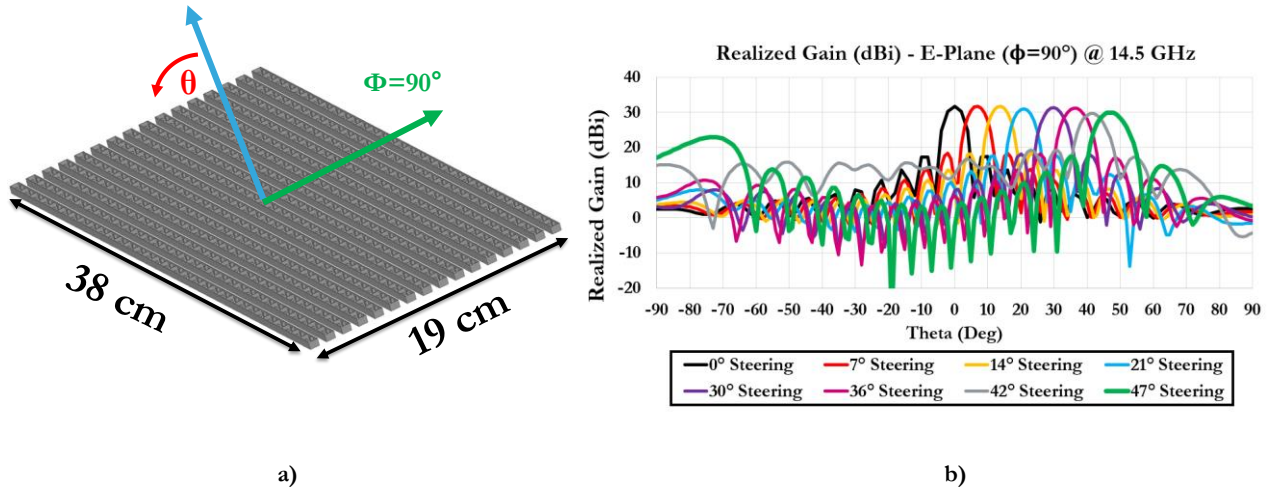 θ
Φ=90°
38 cm
19 cm
a)
Realized Gain (dBi) - E-Plane (ϕ=90°) @ 14.5 GHz
Realized Gain (dBi)
40
30
20
10
0
-10
-20
-90 -80 -70 -60 -50 -40 -30 -20 -10 0 10 20 30 40 50 60 70 80 90
Theta (Deg)
0° Steering 7° Steering 14° Steering 21° Steering
30° Steering 36° Steering 42° Steering 47° Steering
b)